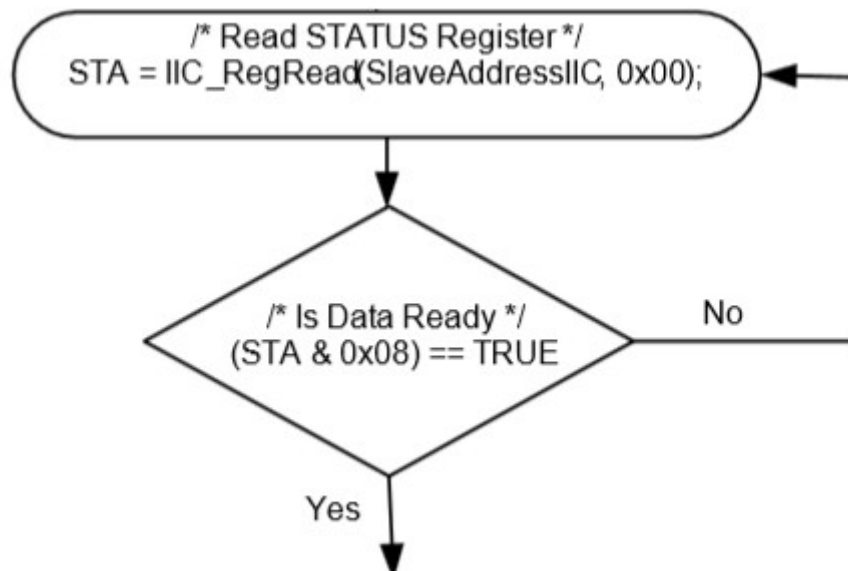 /* Read STATUS Register */
STA = IIC_RegRead(SlaveAddressIIC, 0x00);
/* Is Data Ready */
(STA & 0x08) == TRUE
No
Yes